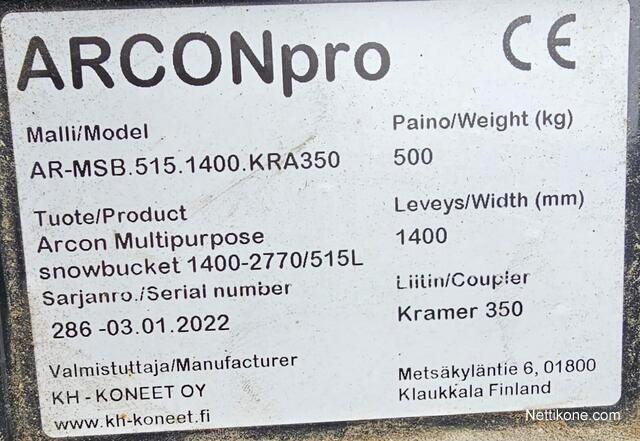 ARCONpro
CE
Malli/Model
AR-MSB.515.1400.KRA350
Paino/Weight (kg)
500
Tuote/Product
Arcon Multipurpose
snowbucket 1400-2770/515L
Leveys/Width (mm)
1400
Sarjanro./Serial number
286 -03.01.2022
Liitin/Coupler
Kramer 350
Valmistuttaja/Manufacturer
KH - KONEET OY
www.kh-koneet.fi
Metsäkyläntie 6, 01800
Klaukkala Finland
Nettikone.com